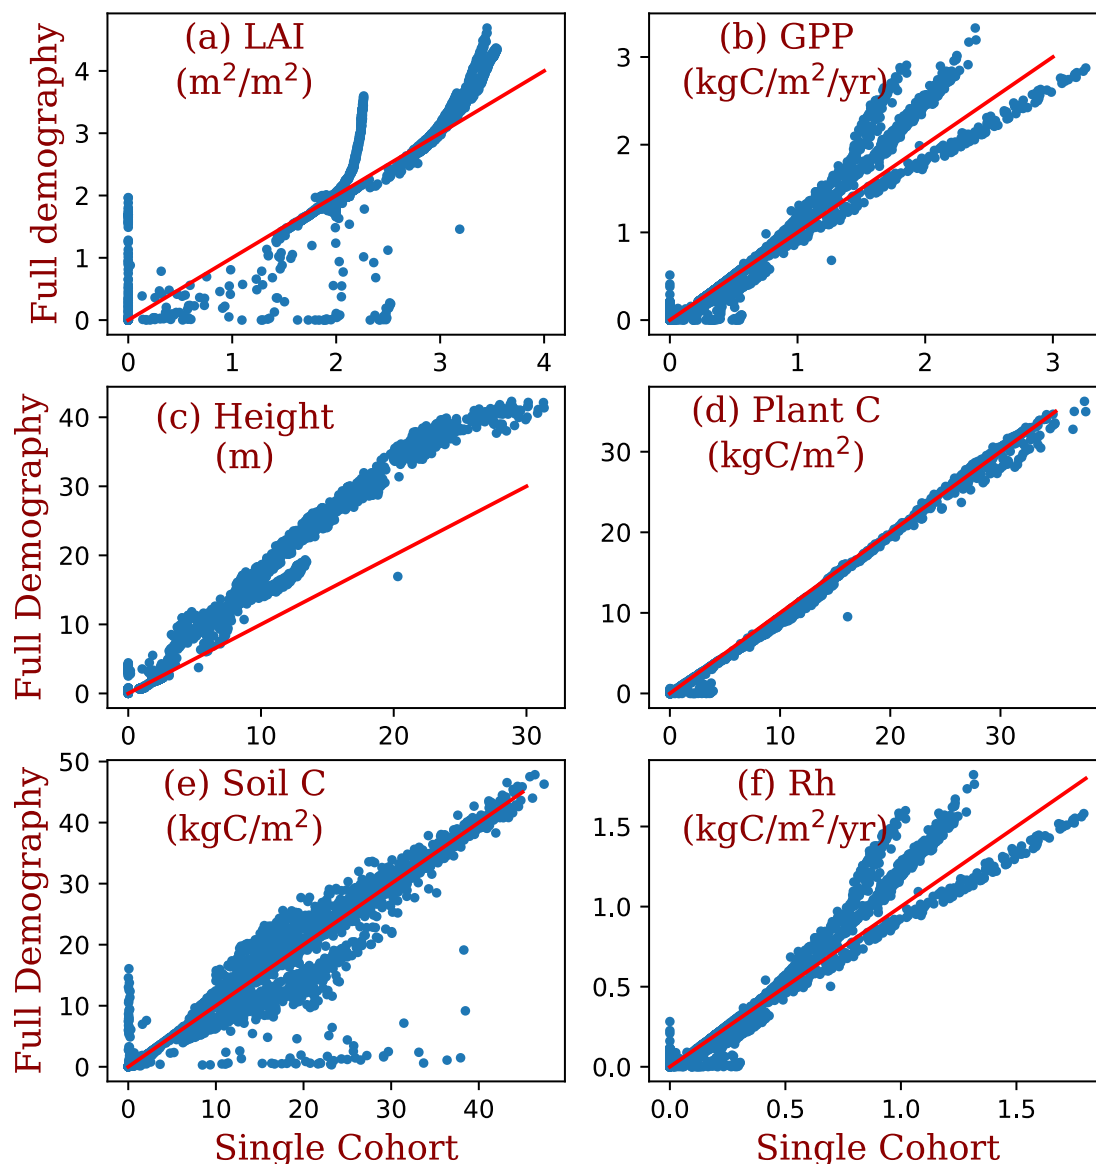 (a) LAI
(m²/m²)
Full demography
4
3
2
1
0
0 1 2 3 4
(b) GPP
(kgC/m²/yr)
3
2
1
0
0 1 2 3
(c) Height
(m)
Full Demography
40
30
20
10
0
0 10 20 30
(d) Plant C
(kgC/m²)
30
20
10
0
0 10 20 30
(e) Soil C
(kgC/m²)
Full Demography
50
40
30
20
10
0
0 10 20 30 40
Single Cohort
(f) Rh
(kgC/m²/yr)
1.5
1.0
0.5
0.0
0.0 0.5 1.0 1.5
Single Cohort